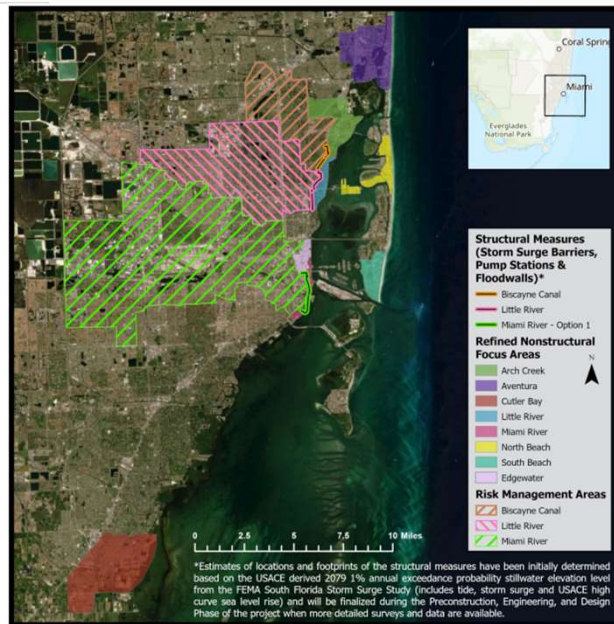 Coral Spring
Miami
Everglades
National Park
Structural Measures
(Storm Surge Barriers,
Pump Stations &
Floodwalls)*
Biscayne Canal
Little River
Miami River - Option 1
Refined Nonstructural
Focus Areas
N
Arch Creek
Aventura
Cutler Bay
Little River
Miami River
North Beach
South Beach
Edgewater
Risk Management Areas
Biscayne Canal
Little River
Miami River
0 2.5 5 7.5 10 Miles
*Estimates of locations and footprints of the structural measures have been initially determined
based on the USACE derived 2079 1% annual exceedance probability stillwater elevation level
from the FEMA South Florida Storm Surge Study (includes tide, storm surge and USACE high
curve sea level rise) and will be finalized during the Preconstruction, Engineering, and Design
Phase of the project when more detailed surveys and data are available.